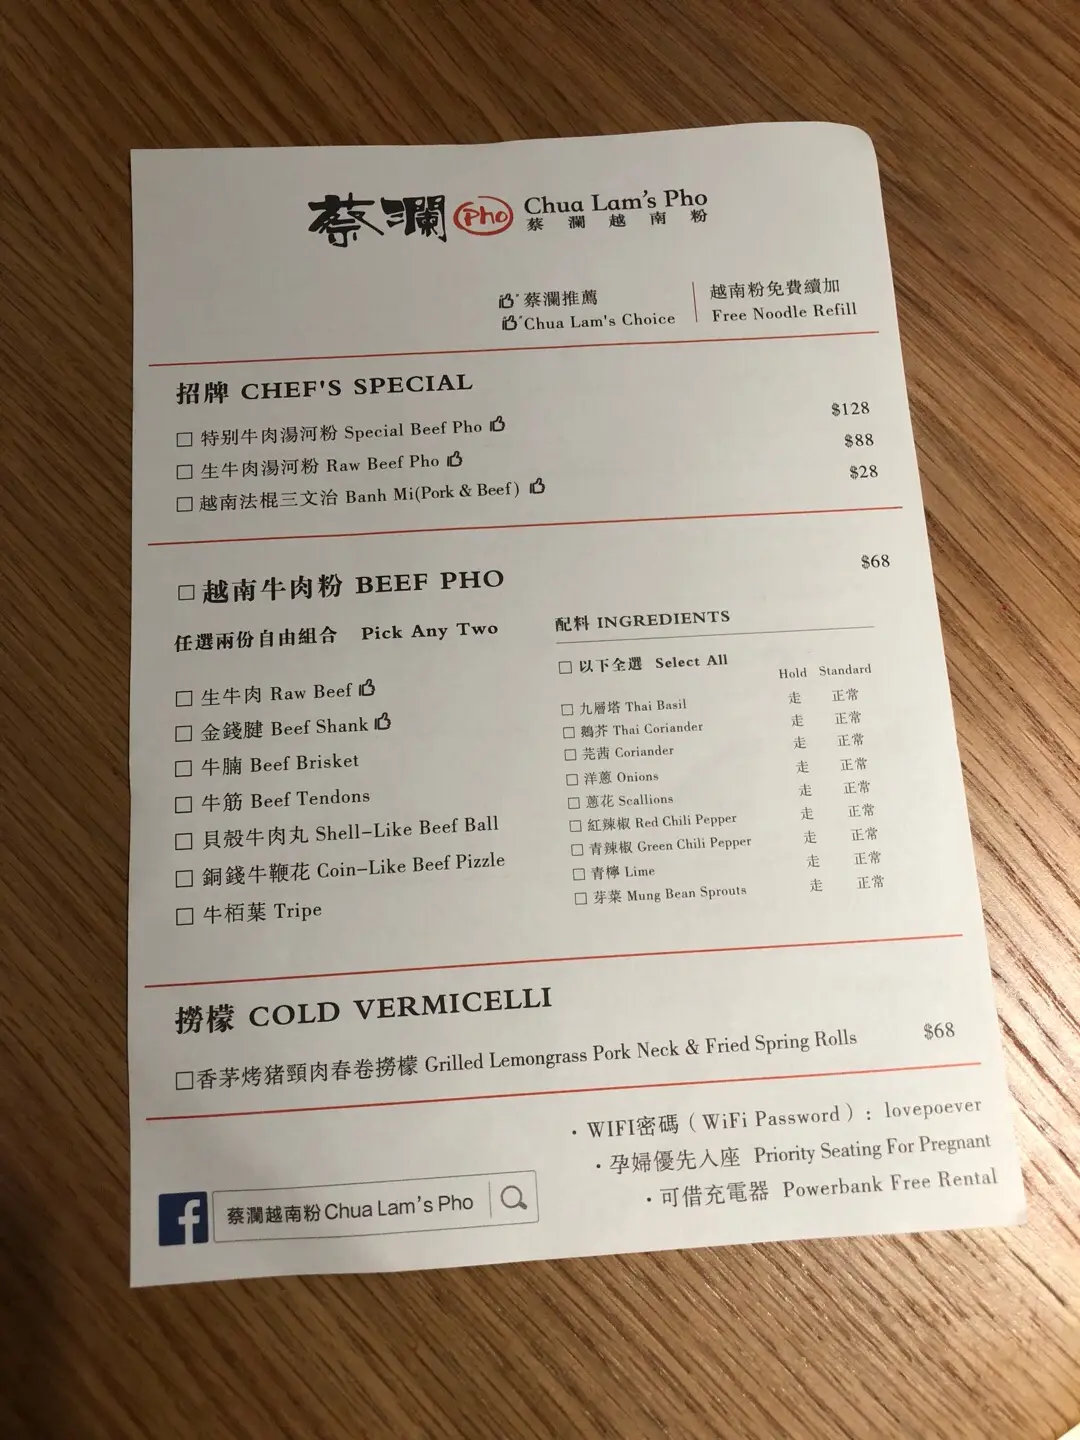 蔡瀾 Pho Chua Lam's Pho
蔡瀾越南粉
蔡瀾推薦
Chua Lam's Choice
越南粉免費續加
Free Noodle Refill
招牌 CHEF'S SPECIAL
特別牛肉湯河粉 Special Beef Pho $128
生牛肉湯河粉 Raw Beef Pho $88
越南法棍三文治 Banh Mi(Pork & Beef) $28
越南牛肉粉 BEEF PHO $68
任選兩份自由組合 Pick Any Two
生牛肉 Raw Beef
金錢腱 Beef Shank
牛腩 Beef Brisket
牛筋 Beef Tendons
貝殼牛肉丸 Shell-Like Beef Ball
銅錢牛鞭花 Coin-Like Beef Pizzle
牛栢葉 Tripe
配料 INGREDIENTS
以下全選 Select All
Hold Standard
九層塔 Thai Basil 走 正常
鵝芥 Thai Coriander 走 正常
芫茜 Coriander 走 正常
洋蔥 Onions 走 正常
蔥花 Scallions 走 正常
紅辣椒 Red Chili Pepper 走 正常
青辣椒 Green Chili Pepper 走 正常
青檸 Lime 走 正常
芽菜 Mung Bean Sprouts 走 正常
撈檬 COLD VERMICELLI
香茅烤猪頸肉春卷撈檬 Grilled Lemongrass Pork Neck & Fried Spring Rolls $68
・WIFI密碼（WiFi Password）：lovepoever
・孕婦優先入座 Priority Seating For Pregnant
・可借充電器 Powerbank Free Rental
f 蔡瀾越南粉Chua Lam's Pho